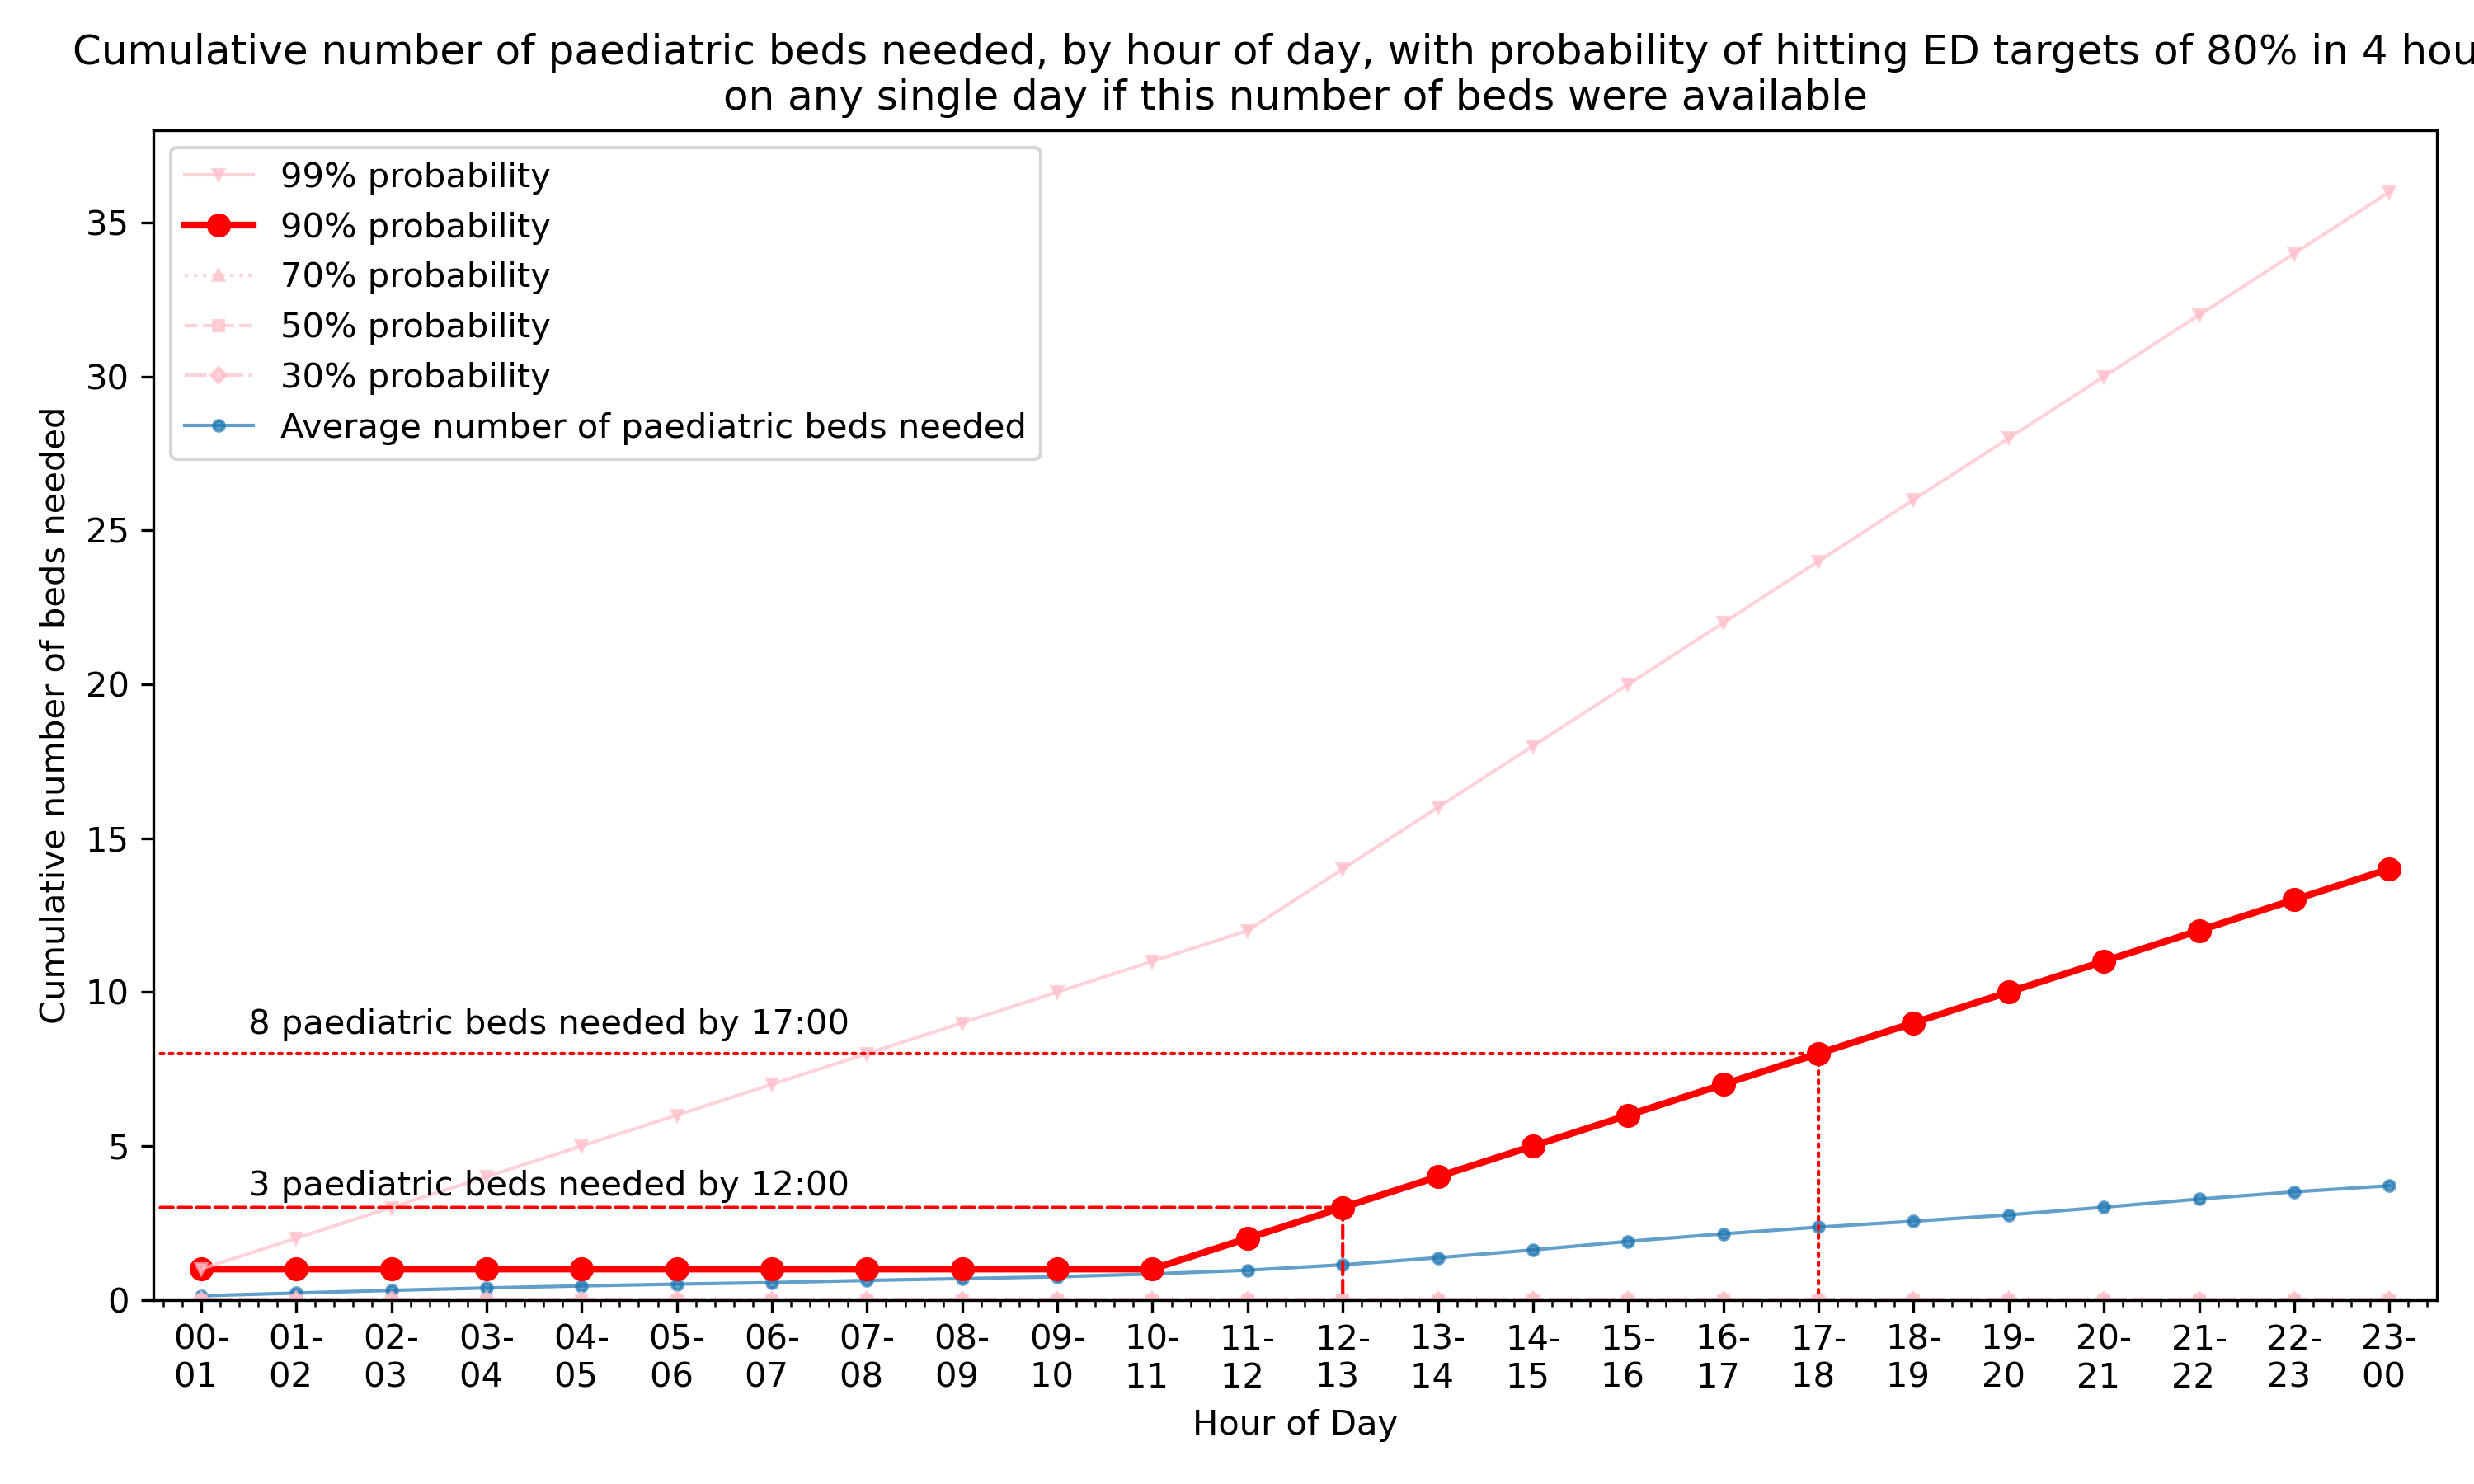 Cumulative number of paediatric beds needed, by hour of day, with probability of hitting ED targets of 80% in 4 hou
on any single day if this number of beds were available
99% probability
90% probability
70% probability
50% probability
30% probability
Average number of paediatric beds needed
Cumulative number of beds needed
35
30
25
20
15
10
5
0
8 paediatric beds needed by 17:00
3 paediatric beds needed by 12:00
00- 01- 02- 03- 04- 05- 06- 07- 08- 09- 10- 11- 12- 13- 14- 15- 16- 17- 18- 19- 20- 21- 22- 23-
01 02 03 04 05 06 07 08 09 10 11 12 13 14 15 16 17 18 19 20 21 22 23 00
Hour of Day